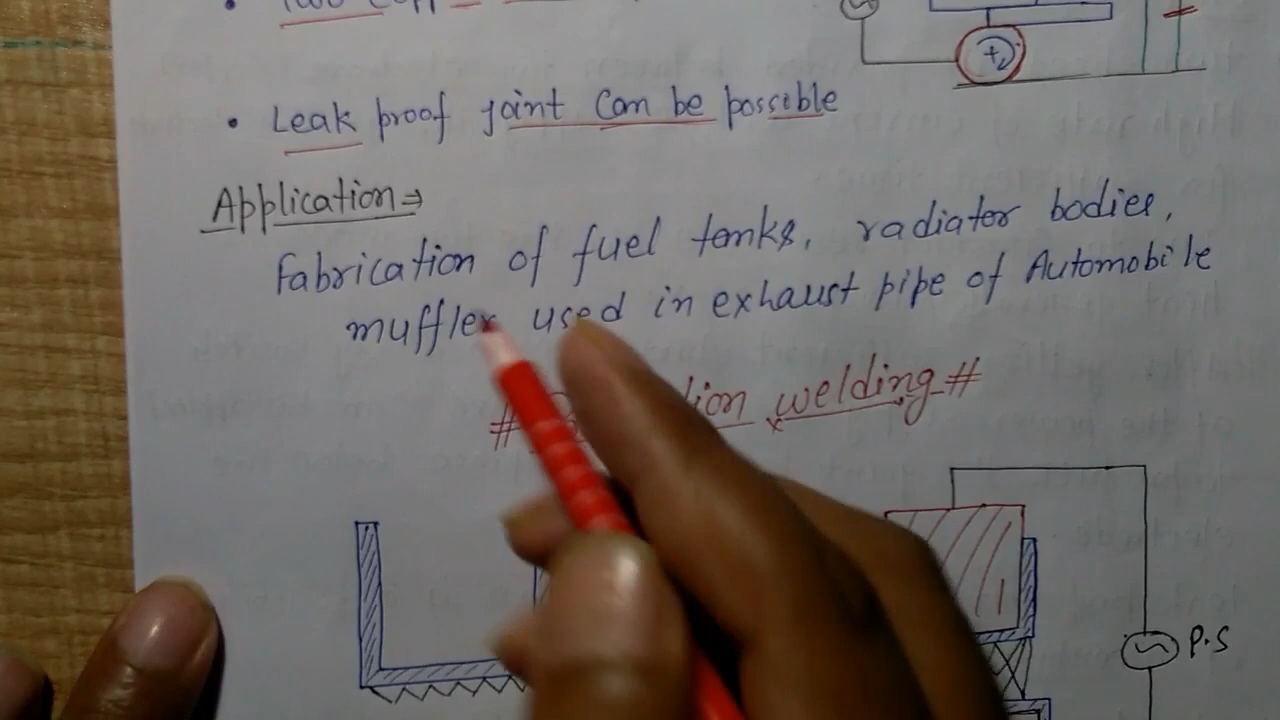 • Leak proof joint can be possible
Application ⇒
Fabrication of fuel tanks, radiator bodies,
muffler used in exhaust pipe of Automobile
# welding #
P.S